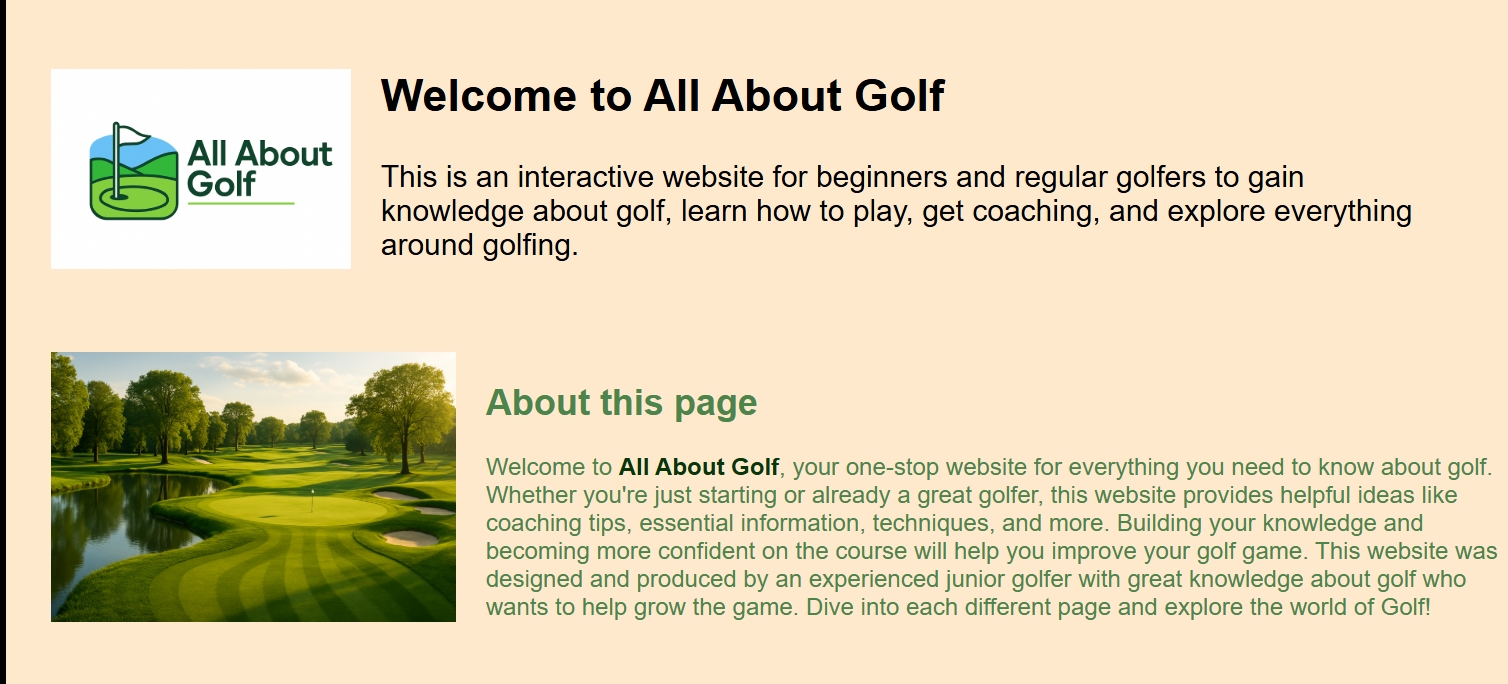 All About
Golf
Welcome to All About Golf
This is an interactive website for beginners and regular golfers to gain
knowledge about golf, learn how to play, get coaching, and explore everything
around golfing.
About this page
Welcome to All About Golf, your one-stop website for everything you need to know about golf.
Whether you're just starting or already a great golfer, this website provides helpful ideas like
coaching tips, essential information, techniques, and more. Building your knowledge and
becoming more confident on the course will help you improve your golf game. This website was
designed and produced by an experienced junior golfer with great knowledge about golf who
wants to help grow the game. Dive into each different page and explore the world of Golf!